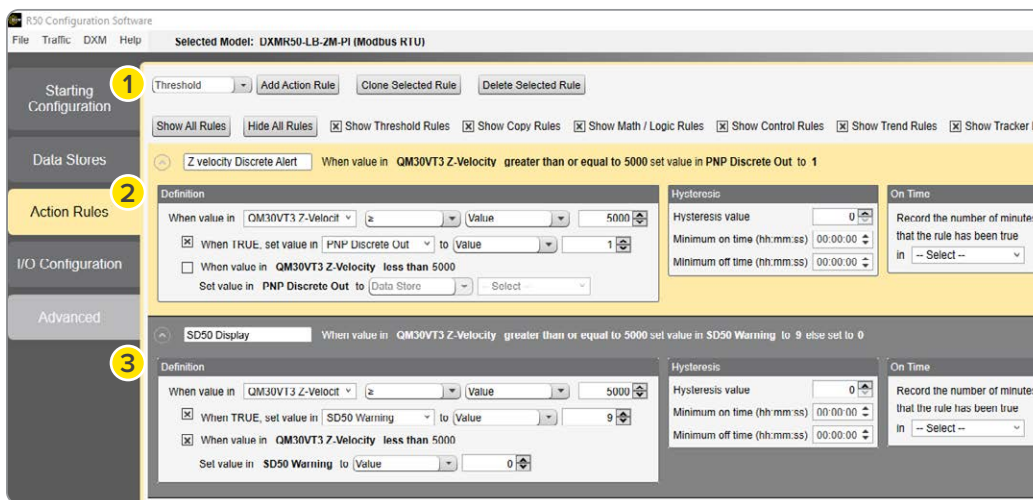 R50 Configuration Software
File Traffic DXM Help Selected Model: DXMR50-LB-2M-PI (Modbus RTU)
Starting
Configuration
Data Stores
Action Rules
I/O Configuration
Advanced
1
Threshold Add Action Rule Clone Selected Rule Delete Selected Rule
Show All Rules Hide All Rules Show Threshold Rules Show Copy Rules Show Math / Logic Rules Show Control Rules Show Trend Rules Show Tracker
2
Z velocity Discrete Alert When value in QM30VT3 Z-Velocity greater than or equal to 5000 set value in PNP Discrete Out to 1
Definition
When value in QM30VT3 Z-Velocit ≥ Value 5000
When TRUE, set value in PNP Discrete Out to Value 1
When value in QM30VT3 Z-Velocity less than 5000
Set value in PNP Discrete Out to Data Store -- Select --
Hysteresis
Hysteresis value 0
Minimum on time (hh:mm:ss) 00:00:00
Minimum off time (hh:mm:ss) 00:00:00
On Time
Record the number of minutes
that the rule has been true
in -- Select --
3
SD50 Display When value in QM30VT3 Z-Velocity greater than or equal to 5000 set value in SD50 Warning to 9 else set to 0
Definition
When value in QM30VT3 Z-Velocit ≥ Value 5000
When TRUE, set value in SD50 Warning to Value 9
When value in QM30VT3 Z-Velocity less than 5000
Set value in SD50 Warning to Value 0
Hysteresis
Hysteresis value 0
Minimum on time (hh:mm:ss) 00:00:00
Minimum off time (hh:mm:ss) 00:00:00
On Time
Record the number of minutes
that the rule has been true
in -- Select --